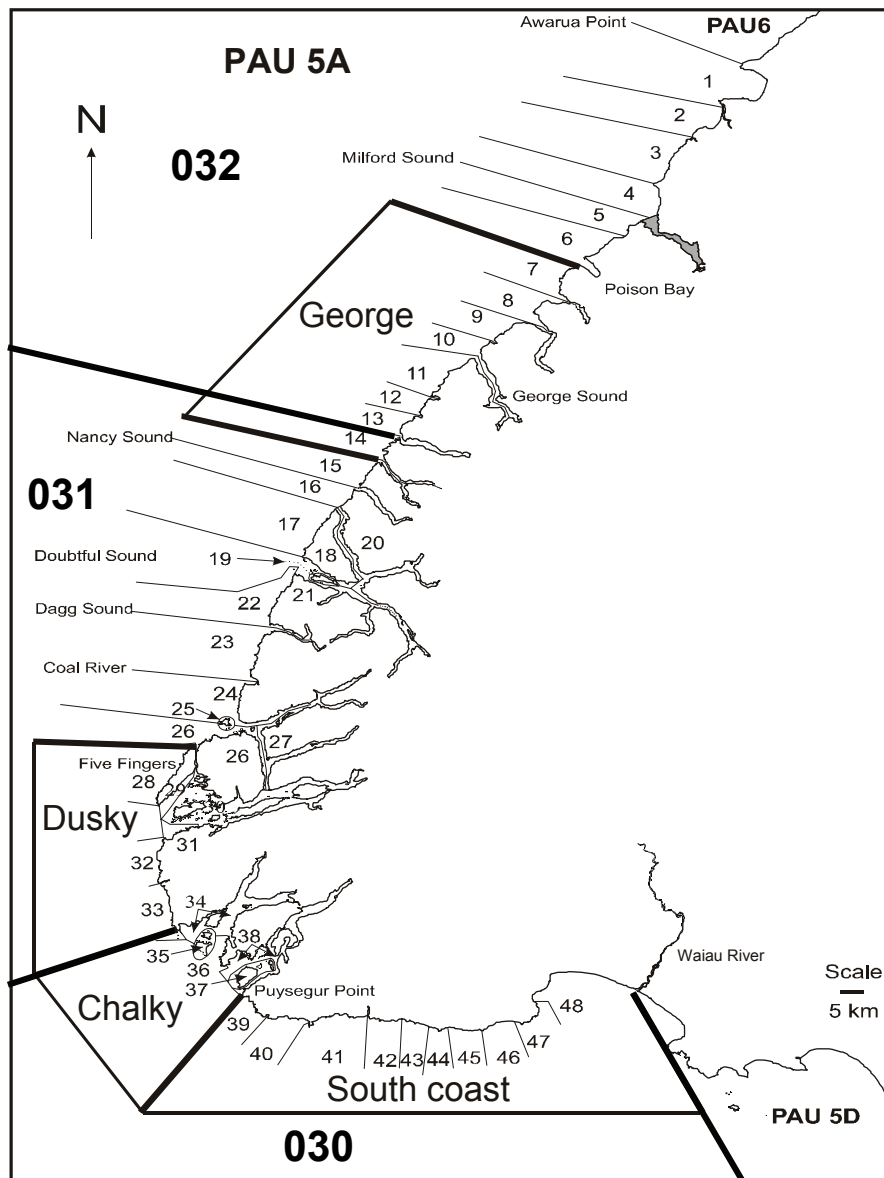 Awarua Point
PAU6
PAU 5A
1
N
2
032
3
Milford Sound
4
5
6
7
Poison Bay
8
George
9
10
11
George Sound
12
13
Nancy Sound
14
15
031
16
17
20
Doubtful Sound
19
18
21
22
Dagg Sound
23
Coal River
24
25
26
27
26
Five Fingers
28
Dusky
31
32
33
34
35
38
36
Waiau River
37
Puysegur Point
Scale
5 km
Chalky
39
48
40
41
42
43
44
45
46
47
South coast
PAU 5D
030